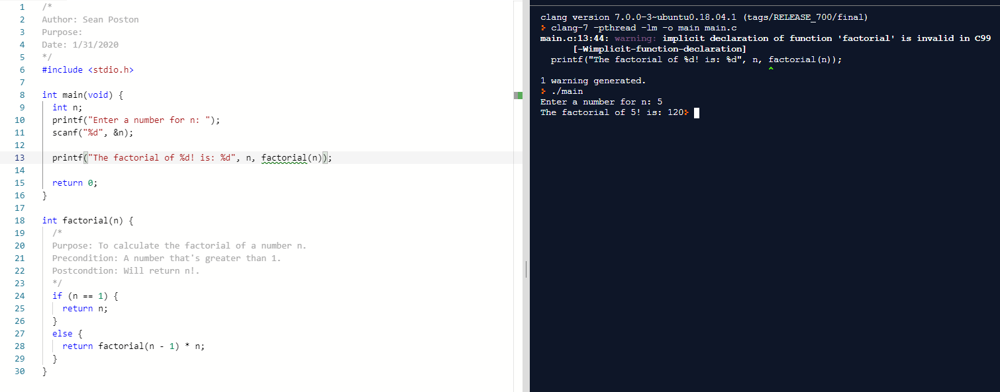 1 /*
2 Author: Sean Poston
3 Purpose:
4 Date: 1/31/2020
5 */
6 #include <stdio.h>
7
8 int main(void) {
9   int n;
10   printf("Enter a number for n: ");
11   scanf("%d", &n);
12
13   printf("The factorial of %d! is: %d", n, factorial(n));
14
15   return 0;
16 }
17
18 int factorial(n) {
19   /*
20   Purpose: To calculate the factorial of a number n.
21   Precondition: A number that's greater than 1.
22   Postcondtion: Will return n!.
23   */
24   if (n == 1) {
25     return n;
26   }
27   else {
28     return factorial(n - 1) * n;
29   }
30 }
clang version 7.0.0-3~ubuntu0.18.04.1 (tags/RELEASE_700/final)
> clang-7 -pthread -lm -o main main.c
main.c:13:44: warning: implicit declaration of function 'factorial' is invalid in C99
      [-Wimplicit-function-declaration]
  printf("The factorial of %d! is: %d", n, factorial(n));
                                           ^
1 warning generated.
> ./main
Enter a number for n: 5
The factorial of 5! is: 120>